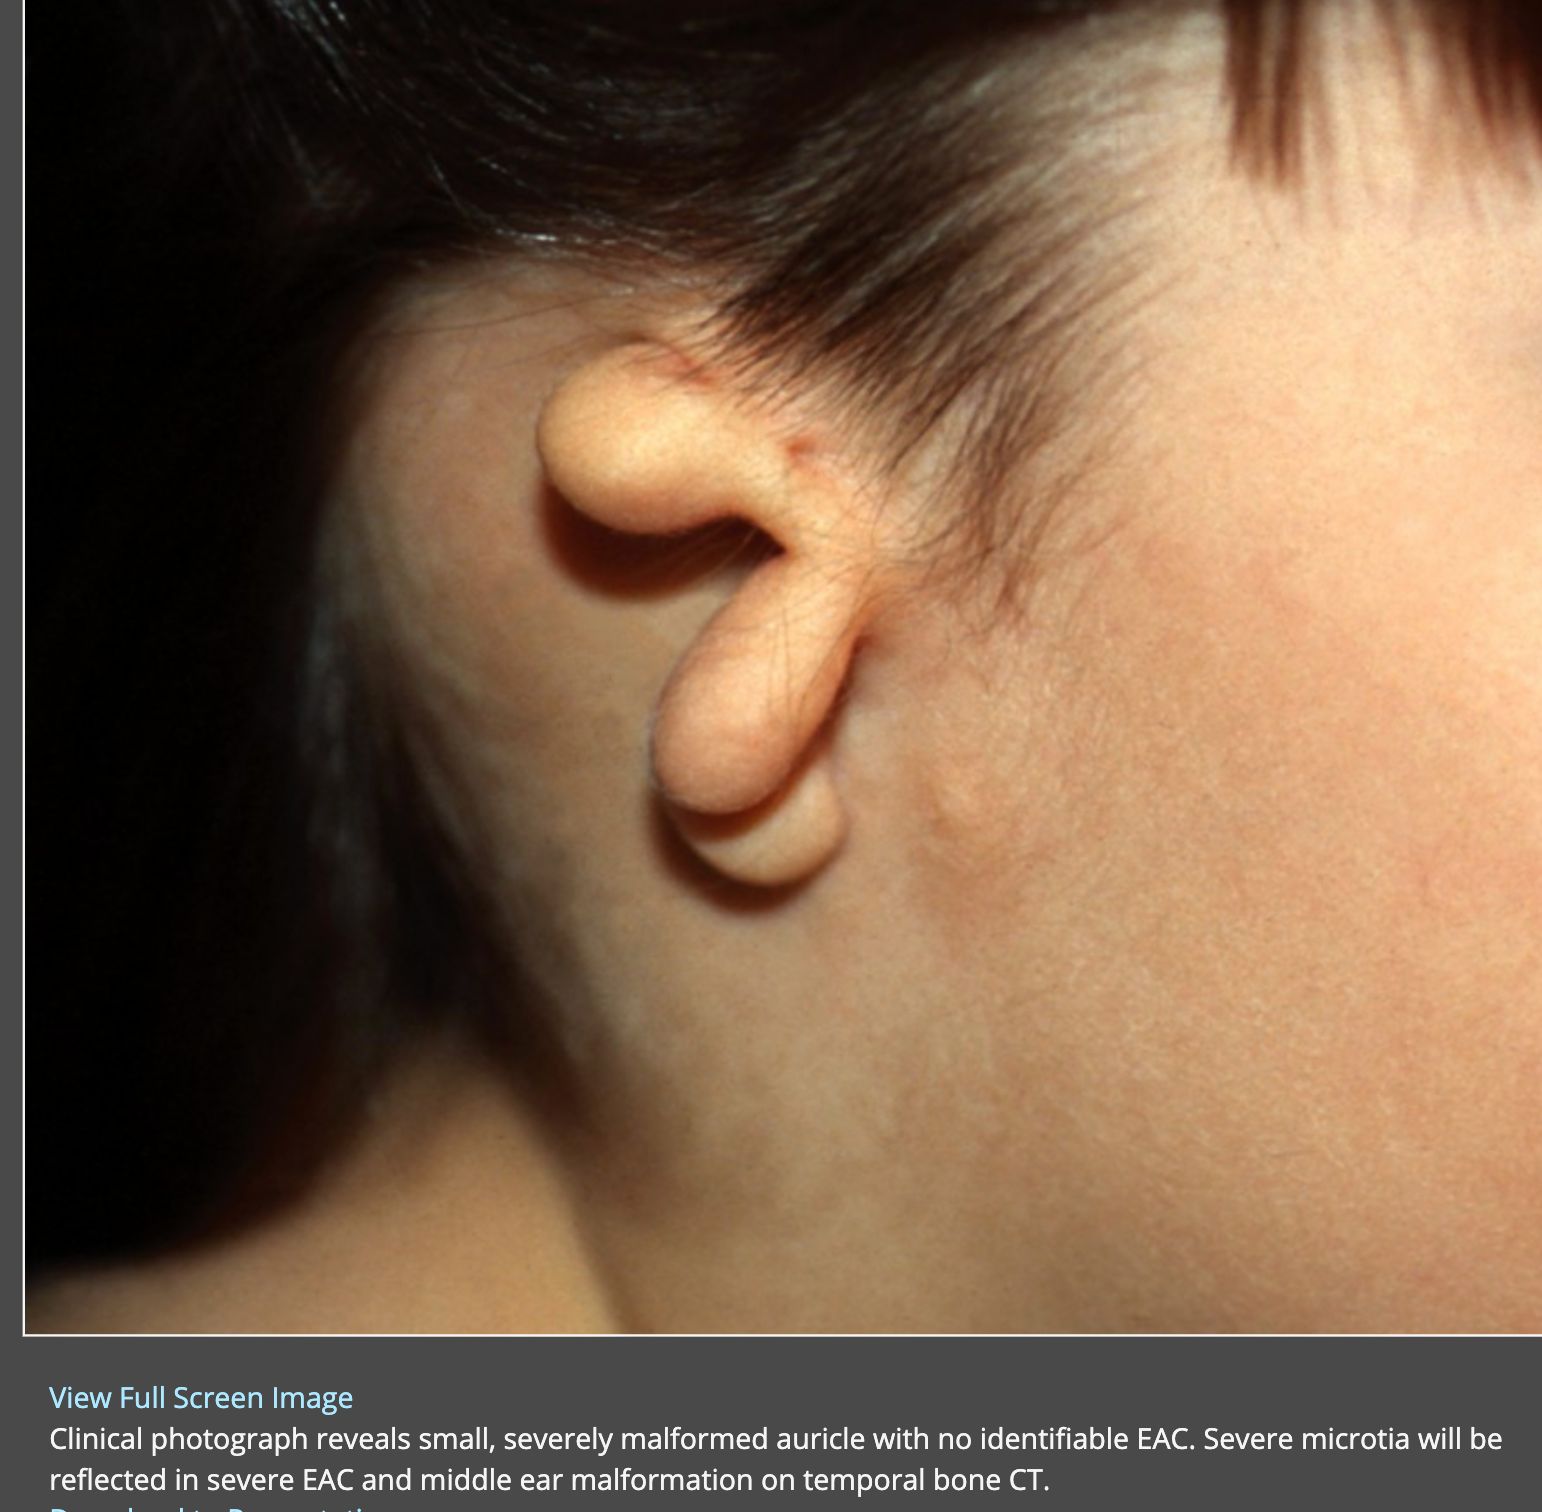 View Full Screen Image
Clinical photograph reveals small, severely malformed auricle with no identifiable EAC. Severe microtia will be
reflected in severe EAC and middle ear malformation on temporal bone CT.